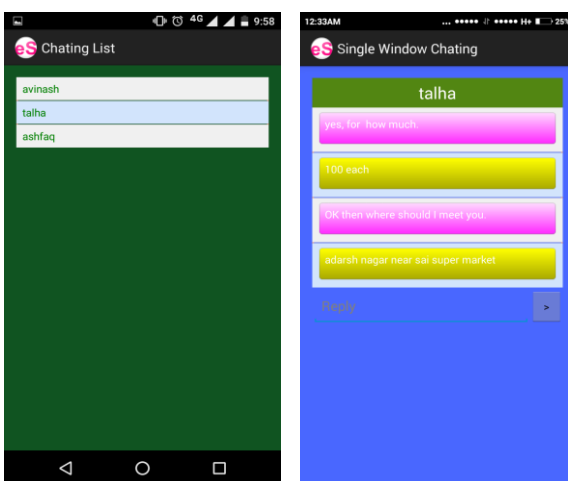 4G 9:58
eS Chating List
avinash
talha
ashfaq
12:33AM ... H+ 25%
eS Single Window Chating
talha
yes, for how much.
100 each
OK then where should I meet you.
adarsh nagar near sai super market
Reply >